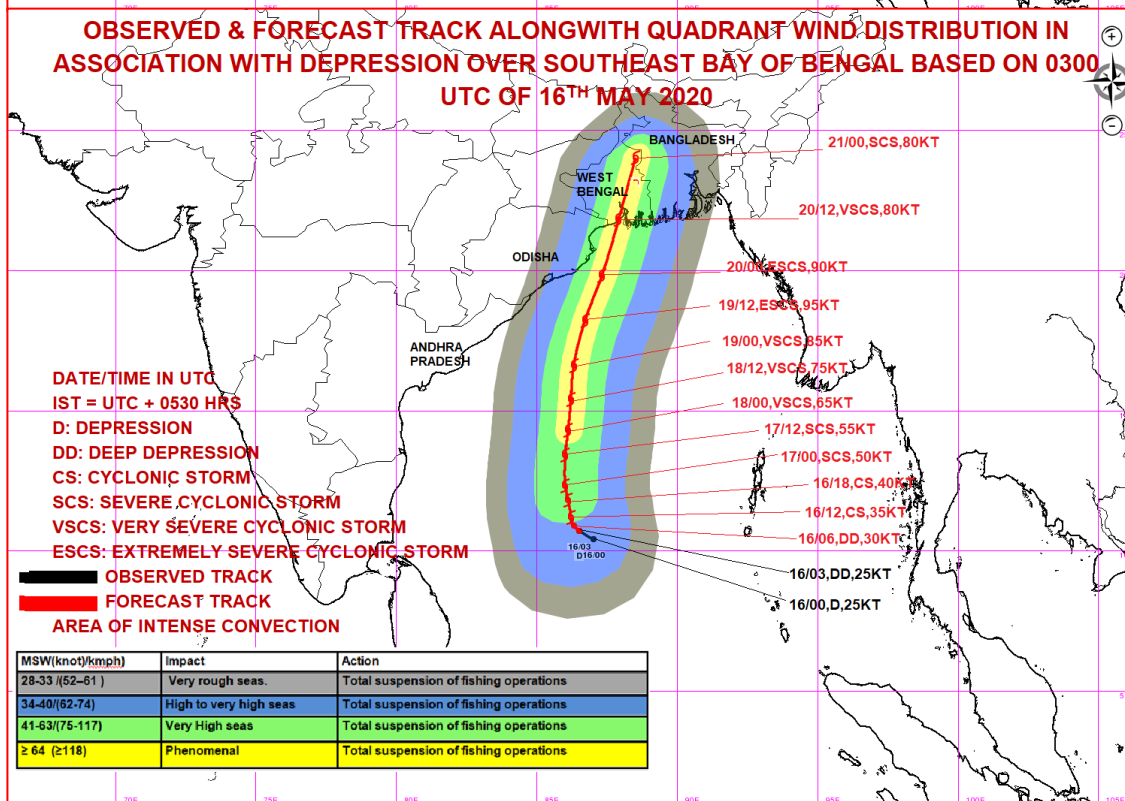 OBSERVED & FORECAST TRACK ALONGWITH QUADRANT WIND DISTRIBUTION IN
ASSOCIATION WITH DEPRESSION OVER SOUTHEAST BAY OF BENGAL BASED ON 0300
UTC OF 16TH MAY 2020
BANGLADESH
WEST
BENGAL
ODISHA
ANDHRA
PRADESH
21/00,SCS,80KT
20/12,VSCS,80KT
20/00,ESCS,90KT
19/12,ESCS,95KT
19/00,VSCS,85KT
18/12,VSCS,75KT
18/00,VSCS,65KT
17/12,SCS,55KT
17/00,SCS,50KT
16/18,CS,40KT
16/12,CS,35KT
16/06,DD,30KT
16/03,DD,25KT
16/00,D,25KT
16/03
D16/00
DATE/TIME IN UTC
IST = UTC + 0530 HRS
D: DEPRESSION
DD: DEEP DEPRESSION
CS: CYCLONIC STORM
SCS: SEVERE CYCLONIC STORM
VSCS: VERY SEVERE CYCLONIC STORM
ESCS: EXTREMELY SEVERE CYCLONIC STORM
OBSERVED TRACK
FORECAST TRACK
AREA OF INTENSE CONVECTION
MSW(knot)/kmph) Impact Action
28-33 /(52–61 ) Very rough seas. Total suspension of fishing operations
34-40/(62-74) High to very high seas Total suspension of fishing operations
41-63/(75-117) Very High seas Total suspension of fishing operations
≥ 64 (≥118) Phenomenal Total suspension of fishing operations
70E 75E 80E 85E 90E 95E 100E